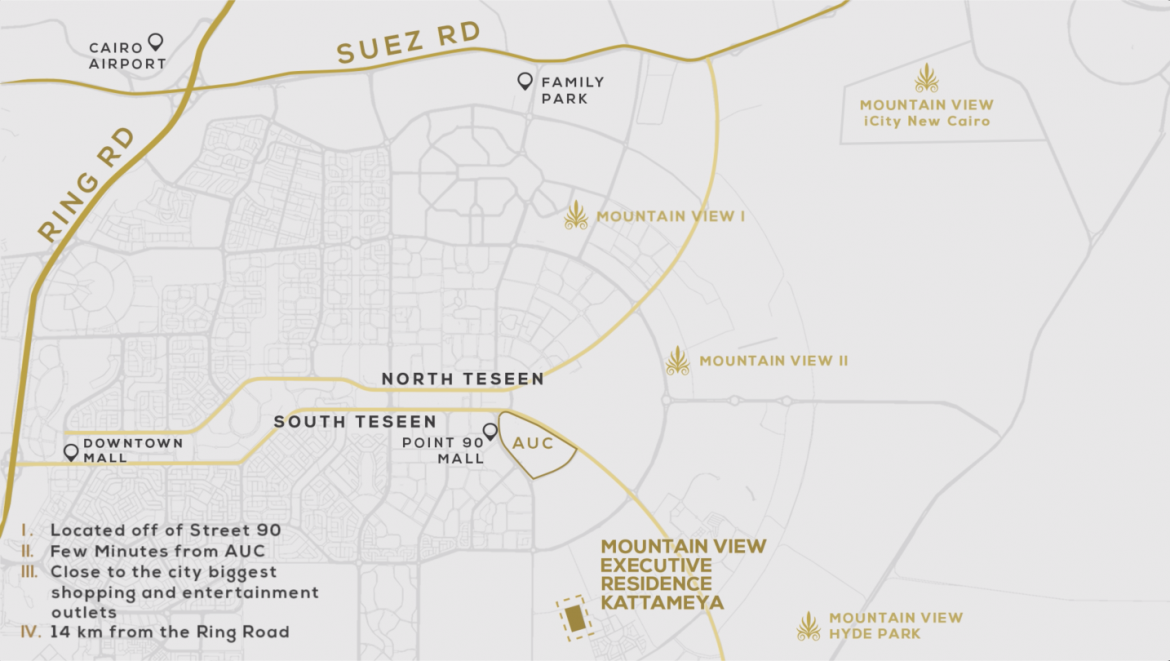 SUEZ RD
CAIRO
AIRPORT
FAMILY
PARK
MOUNTAIN VIEW
iCity New Cairo
RING RD
MOUNTAIN VIEW I
MOUNTAIN VIEW II
NORTH TESEEN
SOUTH TESEEN
DOWNTOWN
MALL
POINT 90
MALL
AUC
I. Located off of Street 90
II. Few Minutes from AUC
III. Close to the city biggest
shopping and entertainment
outlets
IV. 14 km from the Ring Road
MOUNTAIN VIEW
EXECUTIVE
RESIDENCE
KATTAMEYA
MOUNTAIN VIEW
HYDE PARK